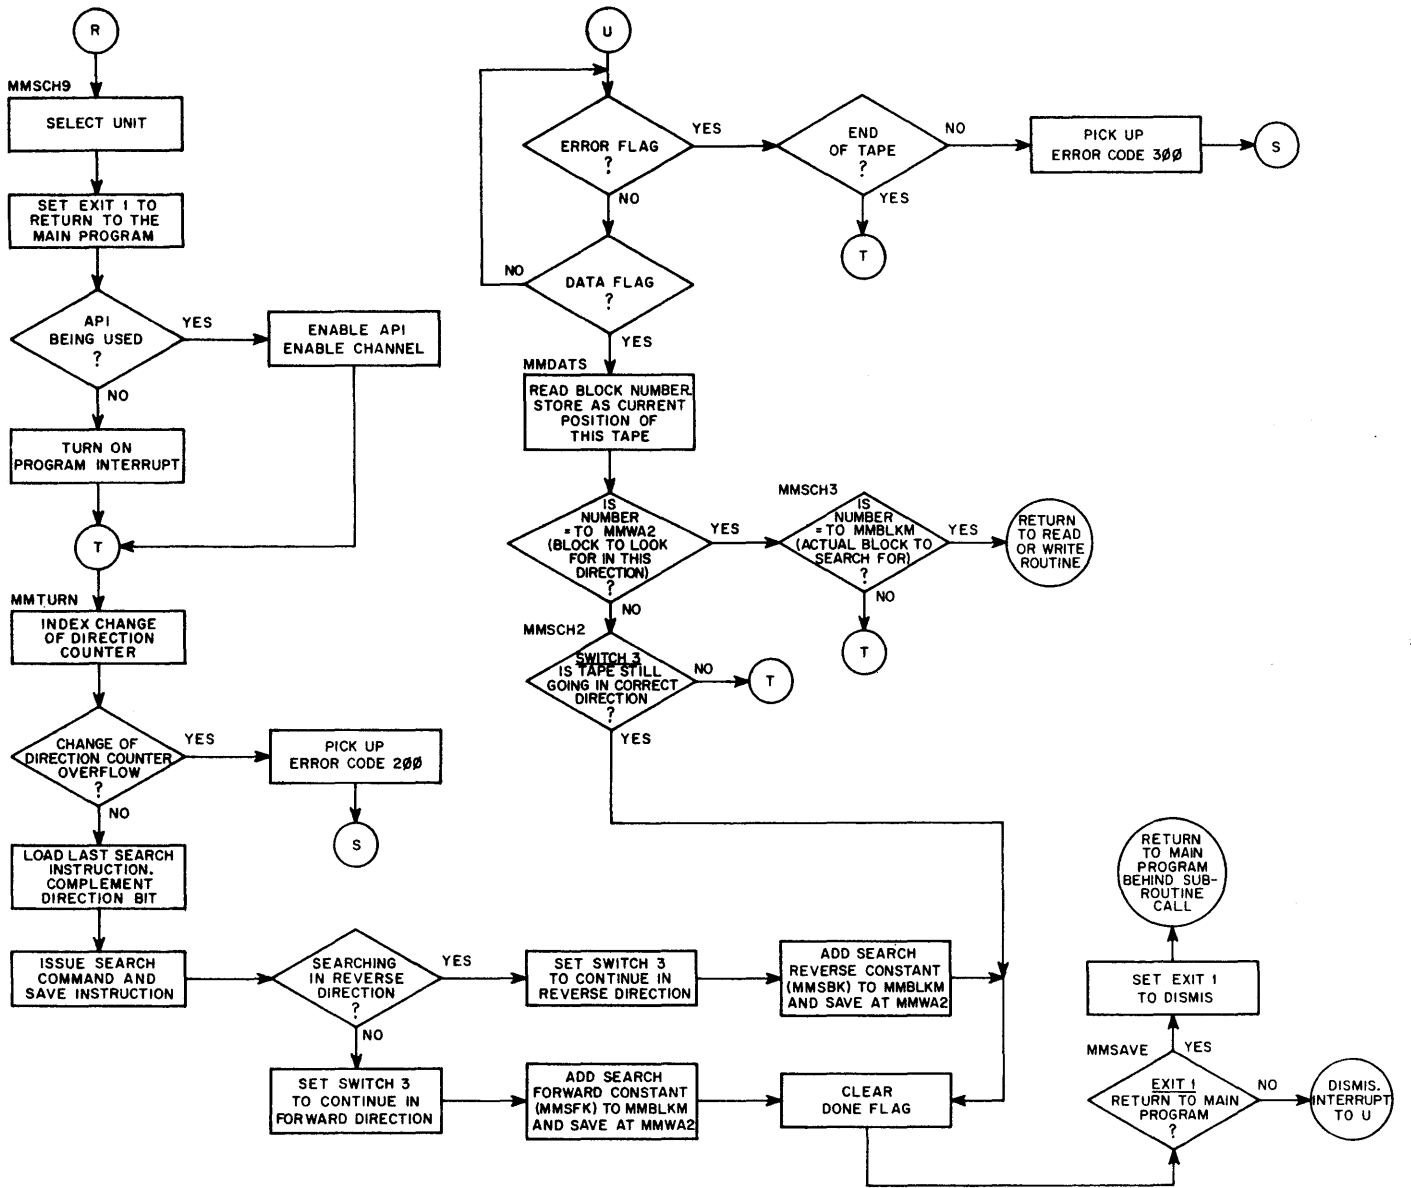 R
MMSCH9
SELECT UNIT
SET EXIT 1 TO
RETURN TO THE
MAIN PROGRAM
API
BEING USED
?
YES
ENABLE API
ENABLE CHANNEL
NO
TURN ON
PROGRAM INTERRUPT
T
MMTURN
INDEX CHANGE
OF DIRECTION
COUNTER
CHANGE OF
DIRECTION COUNTER
OVERFLOW
?
YES
PICK UP
ERROR CODE 2ØØ
S
NO
LOAD LAST SEARCH
INSTRUCTION.
COMPLEMENT
DIRECTION BIT
ISSUE SEARCH
COMMAND AND
SAVE INSTRUCTION
SEARCHING
IN REVERSE
DIRECTION
?
YES
SET SWITCH 3
TO CONTINUE IN
REVERSE DIRECTION
ADD SEARCH
REVERSE CONSTANT
(MMSBK) TO MMBLKM
AND SAVE AT MMWA2
NO
SET SWITCH 3
TO CONTINUE IN
FORWARD DIRECTION
ADD SEARCH
FORWARD CONSTANT
(MMSFK) TO MMBLKM
AND SAVE AT MMWA2
CLEAR
DONE FLAG
U
ERROR FLAG
?
YES
END
OF TAPE
?
NO
PICK UP
ERROR CODE 3ØØ
S
YES
T
NO
DATA FLAG
?
NO
YES
MMDATS
READ BLOCK NUMBER.
STORE AS CURRENT
POSITION OF
THIS TAPE
IS
NUMBER
= TO MMWA2
(BLOCK TO LOOK
FOR IN THIS
DIRECTION)
?
YES
MMSCH3
IS
NUMBER
=TO MMBLKM
(ACTUAL BLOCK TO
SEARCH FOR)
?
YES
RETURN
TO READ
OR WRITE
ROUTINE
NO
T
NO
MMSCH2
SWITCH 3
IS TAPE STILL
GOING IN CORRECT
DIRECTION
?
NO
T
YES
RETURN
TO MAIN
PROGRAM
BEHIND SUB-
ROUTINE
CALL
SET EXIT 1
TO DISMIS
MMSAVE
YES
EXIT 1
RETURN TO MAIN
PROGRAM
?
NO
DISMIS.
INTERRUPT
TO U